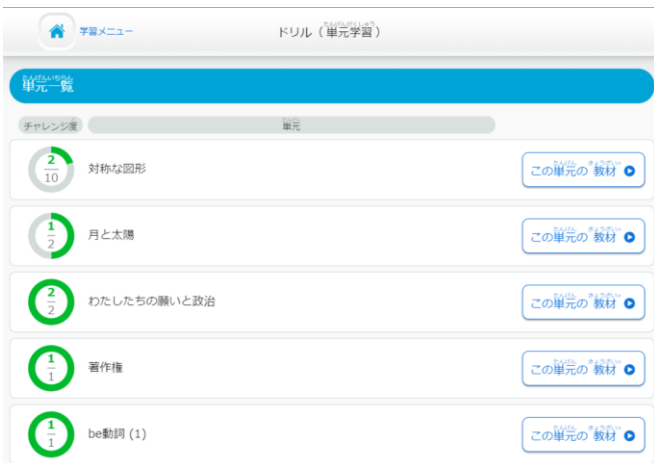 学習メニュー
ドリル（単元学習）
単元一覧
チャレンジ度 単元
2/10 対称な図形 この単元の教材
1/2 月と太陽 この単元の教材
2/2 わたしたちの願いと政治 この単元の教材
1/1 著作権 この単元の教材
1/1 be動詞 (1) この単元の教材